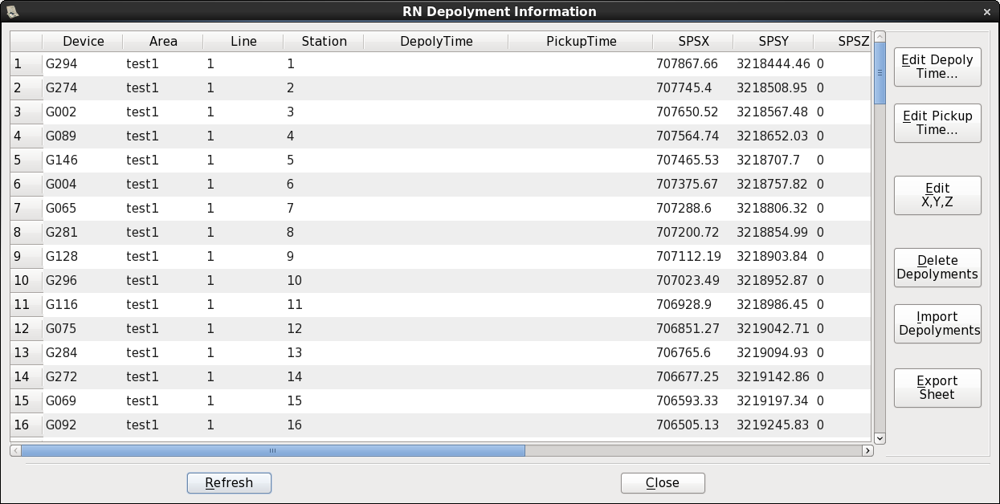 RN Depolyment Information
Device Area Line Station DepolyTime PickupTime SPSX SPSY SPSZ
1 G294 test1 1 1 707867.66 3218444.46 0
2 G274 test1 1 2 707745.4 3218508.95 0
3 G002 test1 1 3 707650.52 3218567.48 0
4 G089 test1 1 4 707564.74 3218652.03 0
5 G146 test1 1 5 707465.53 3218707.7 0
6 G004 test1 1 6 707375.67 3218757.82 0
7 G065 test1 1 7 707288.6 3218806.32 0
8 G281 test1 1 8 707200.72 3218854.99 0
9 G128 test1 1 9 707112.19 3218903.84 0
10 G296 test1 1 10 707023.49 3218952.87 0
11 G116 test1 1 11 706928.9 3218986.45 0
12 G075 test1 1 12 706851.27 3219042.71 0
13 G284 test1 1 13 706765.6 3219094.93 0
14 G272 test1 1 14 706677.25 3219142.86 0
15 G069 test1 1 15 706593.33 3219197.34 0
16 G092 test1 1 16 706505.13 3219245.83 0
Edit Depoly
Time...
Edit Pickup
Time...
Edit
X,Y,Z
Delete
Depolyments
Import
Depolyments
Export
Sheet
Refresh
Close